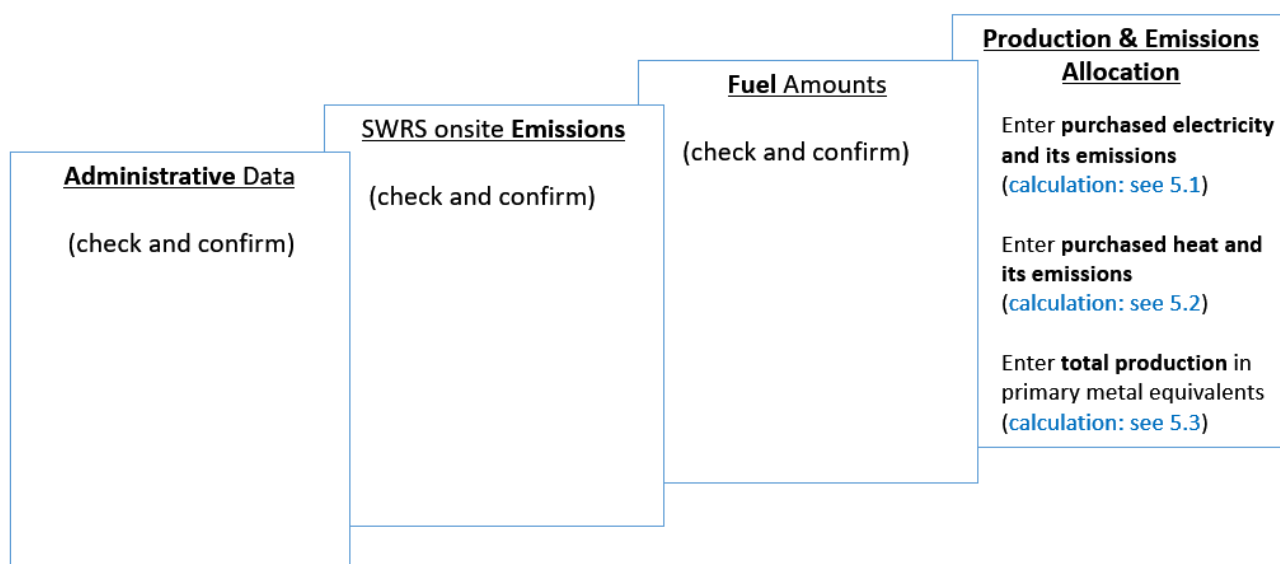 Administrative Data
(check and confirm)
SWRS onsite Emissions
(check and confirm)
Fuel Amounts
(check and confirm)
Production & Emissions
Allocation
Enter purchased electricity
and its emissions
(calculation: see 5.1)
Enter purchased heat and
its emissions
(calculation: see 5.2)
Enter total production in
primary metal equivalents
(calculation: see 5.3)